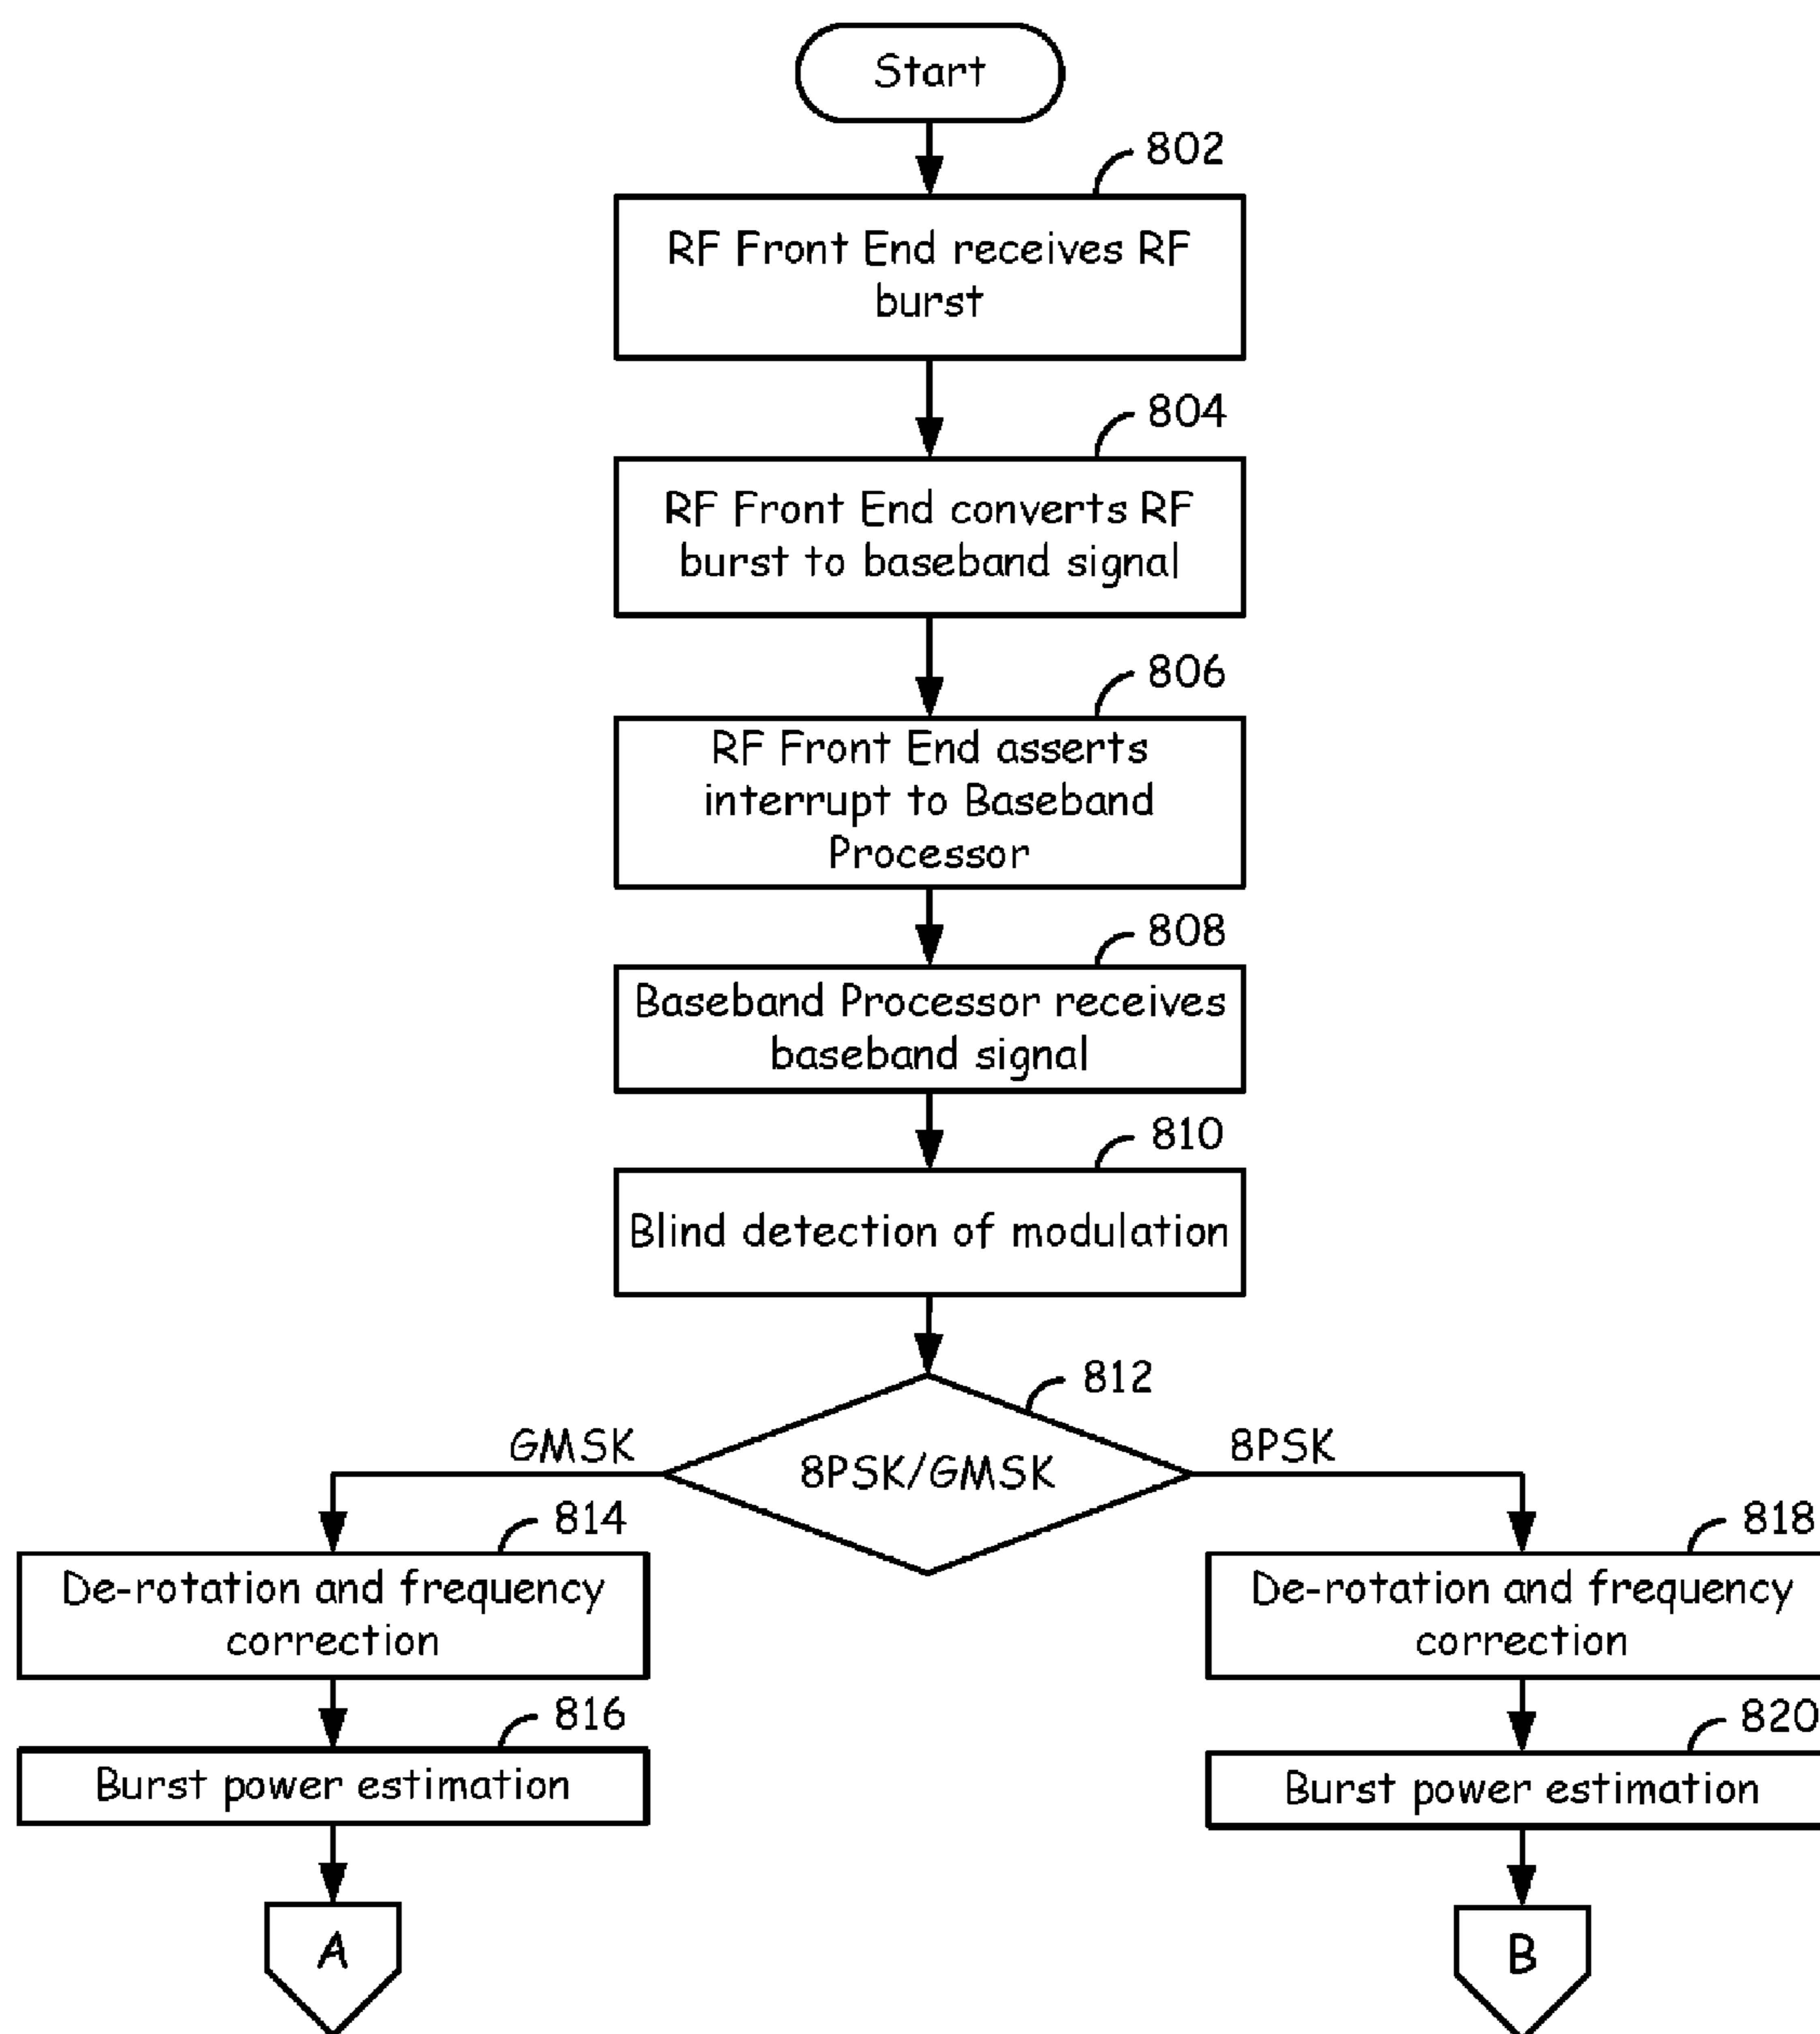 Start
802
RF Front End receives RF
burst
804
RF Front End converts RF
burst to baseband signal
806
RF Front End asserts
interrupt to Baseband
Processor
808
Baseband Processor receives
baseband signal
810
Blind detection of modulation
812
GMSK
8PSK/GMSK
8PSK
814
De-rotation and frequency
correction
816
Burst power estimation
A
818
De-rotation and frequency
correction
820
Burst power estimation
B